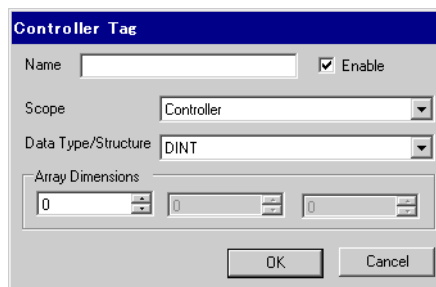 Controller Tag
Name
Enable
Scope
Controller
Data Type/Structure
DINT
Array Dimensions
0
0
0
OK
Cancel